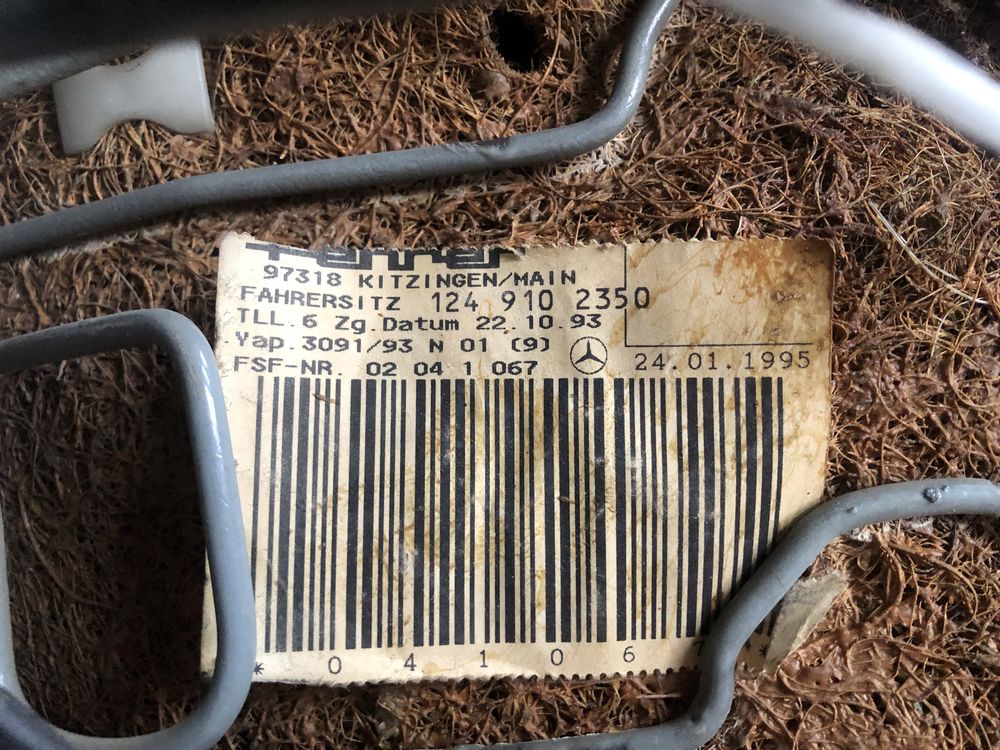 97318 KITZINGEN/MAIN
FAHRERSITZ 124 910 2350
TLL.6 Zg.Datum 22.10.93
Yap.3091/93 N 01 (9)
FSF-NR. 02 04 1 067
24.01.1995
* 0 4 1 0 6 *